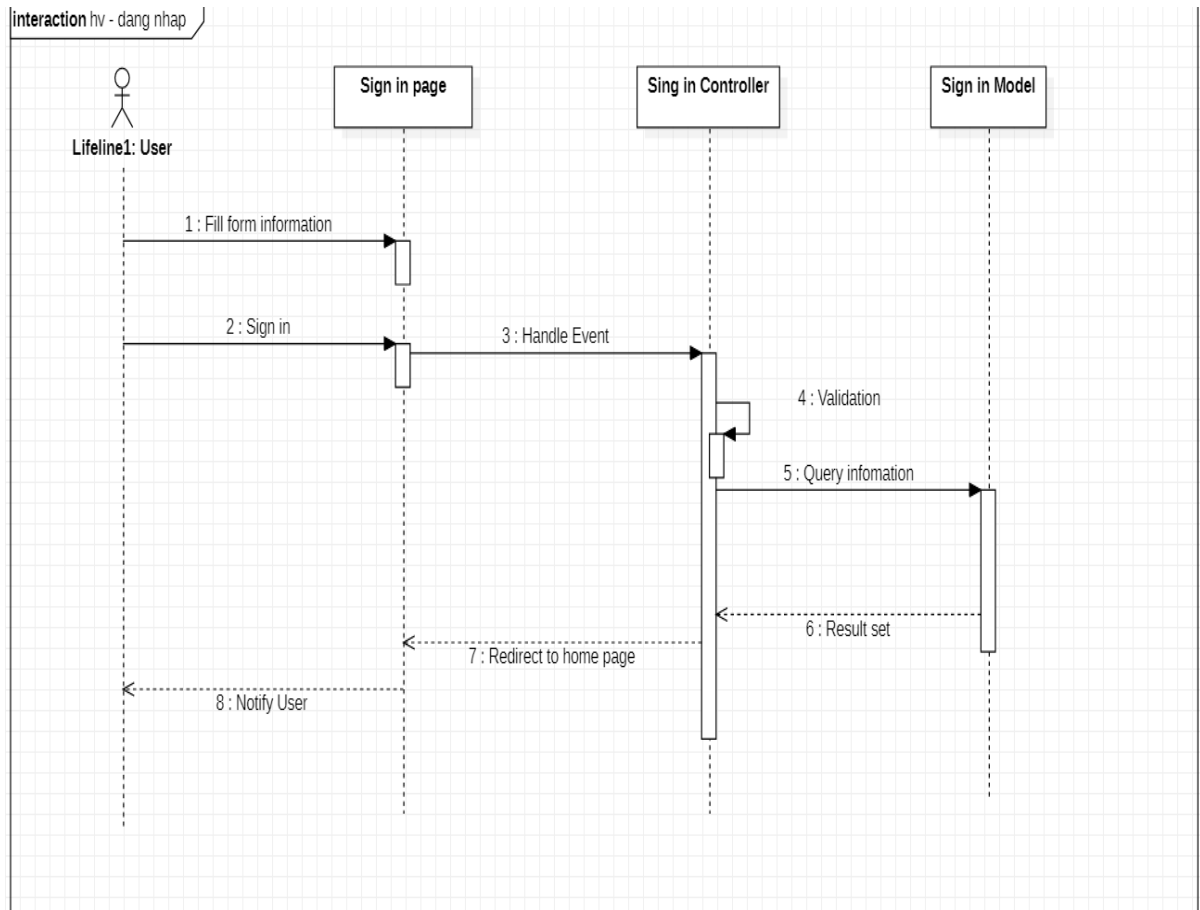 interaction hv - dang nhap
Sign in page
Sing in Controller
Sign in Model
Lifeline1: User
1 : Fill form information
2 : Sign in
3 : Handle Event
4 : Validation
5 : Query infomation
6 : Result set
7 : Redirect to home page
8 : Notify User